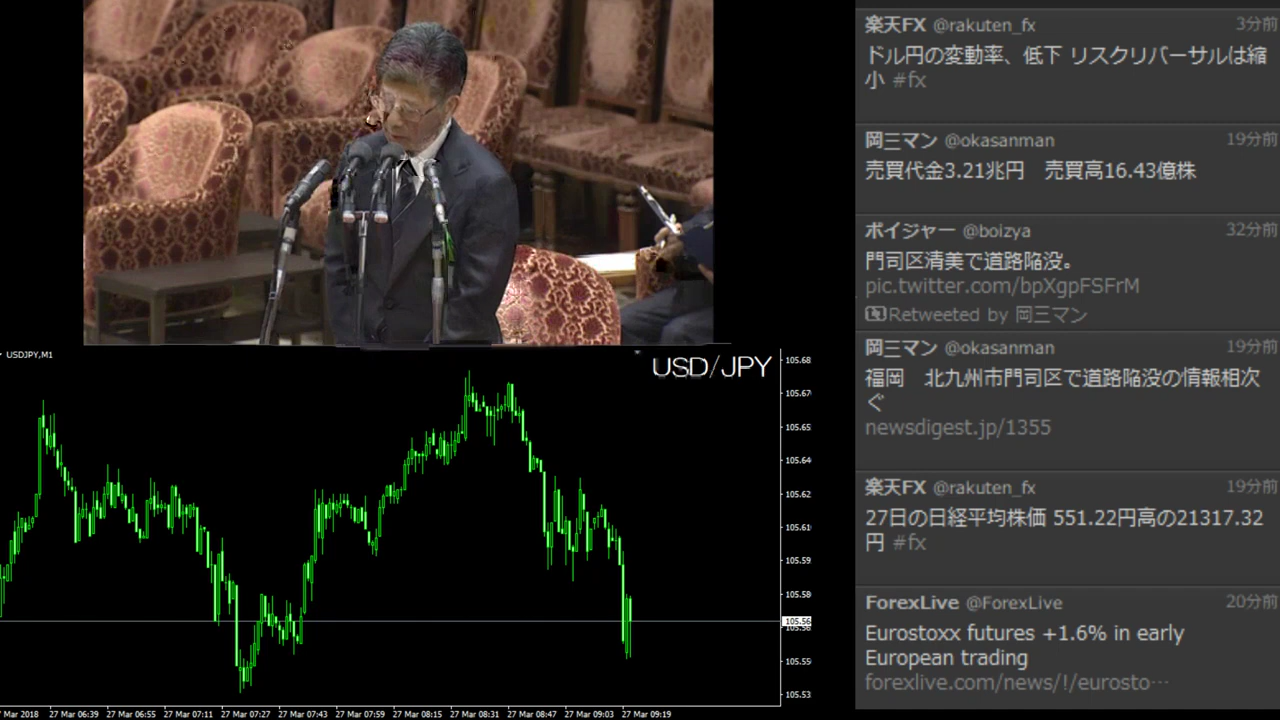 USDJPY,M1
USD/JPY
105.68
105.67
105.65
105.64
105.62
105.61
105.59
105.58
105.56
105.56
105.55
105.53
Mar 2018
27 Mar 06:39
27 Mar 06:55
27 Mar 07:11
27 Mar 07:27
27 Mar 07:43
27 Mar 07:59
27 Mar 08:15
27 Mar 08:31
27 Mar 08:47
27 Mar 09:03
27 Mar 09:19
楽天FX @rakuten_fx 3分前
ドル円の変動率、低下 リスクリバーサルは縮
小 #fx
岡三マン @okasanman 19分前
売買代金3.21兆円　売買高16.43億株
ボイジャー @boizya 32分前
門司区清美で道路陥没。
pic.twitter.com/bpXgpFSFrM
Retweeted by 岡三マン
岡三マン @okasanman 19分前
福岡　北九州市門司区で道路陥没の情報相次
ぐ
newsdigest.jp/1355
楽天FX @rakuten_fx 19分前
27日の日経平均株価 551.22円高の21317.32
円 #fx
ForexLive @ForexLive 20分前
Eurostoxx futures +1.6% in early
European trading
forexlive.com/news/!/eurosto…